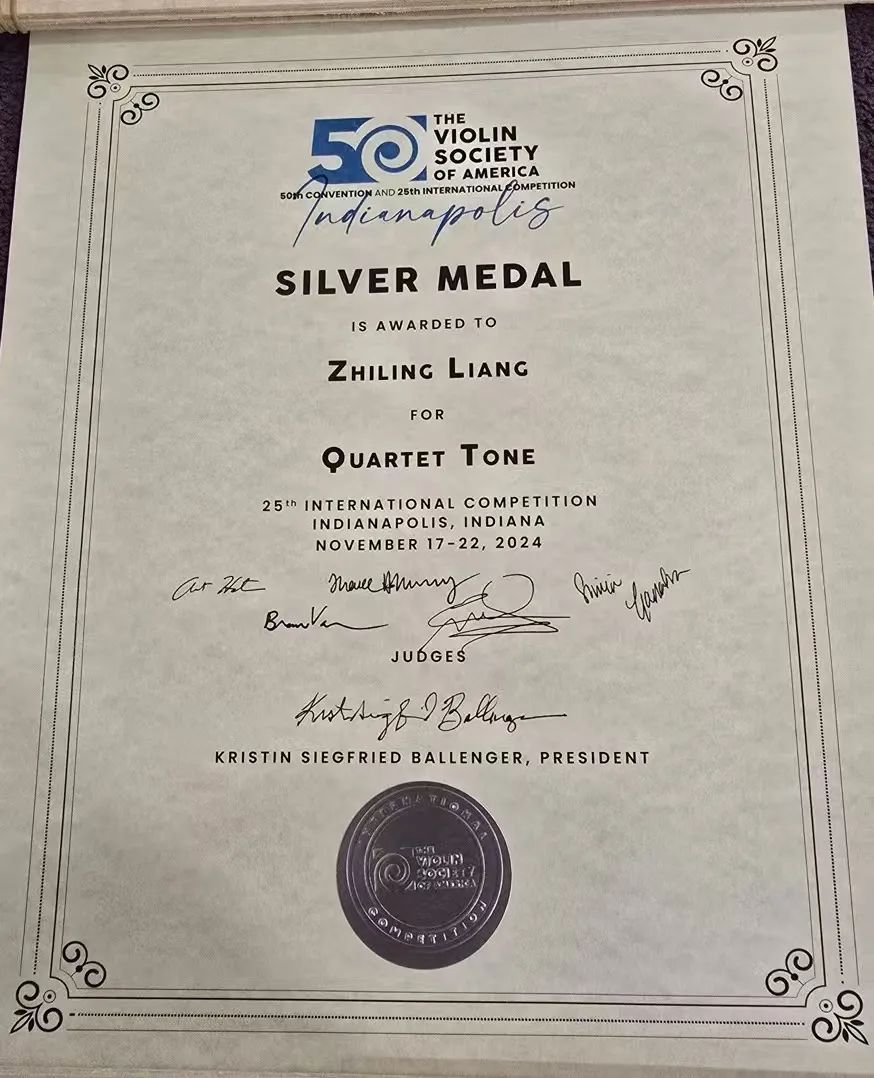 50
THE
VIOLIN
SOCIETY
OF AMERICA
50th CONVENTION AND 25th INTERNATIONAL COMPETITION
Indianapolis
SILVER MEDAL
IS AWARDED TO
ZHILING LIANG
FOR
QUARTET TONE
25th INTERNATIONAL COMPETITION
INDIANAPOLIS, INDIANA
NOVEMBER 17-22, 2024
JUDGES
KRISTIN SIEGFRIED BALLENGER, PRESIDENT
INTERNATIONAL
THE
VIOLIN
SOCIETY
OF AMERICA
COMPETITION